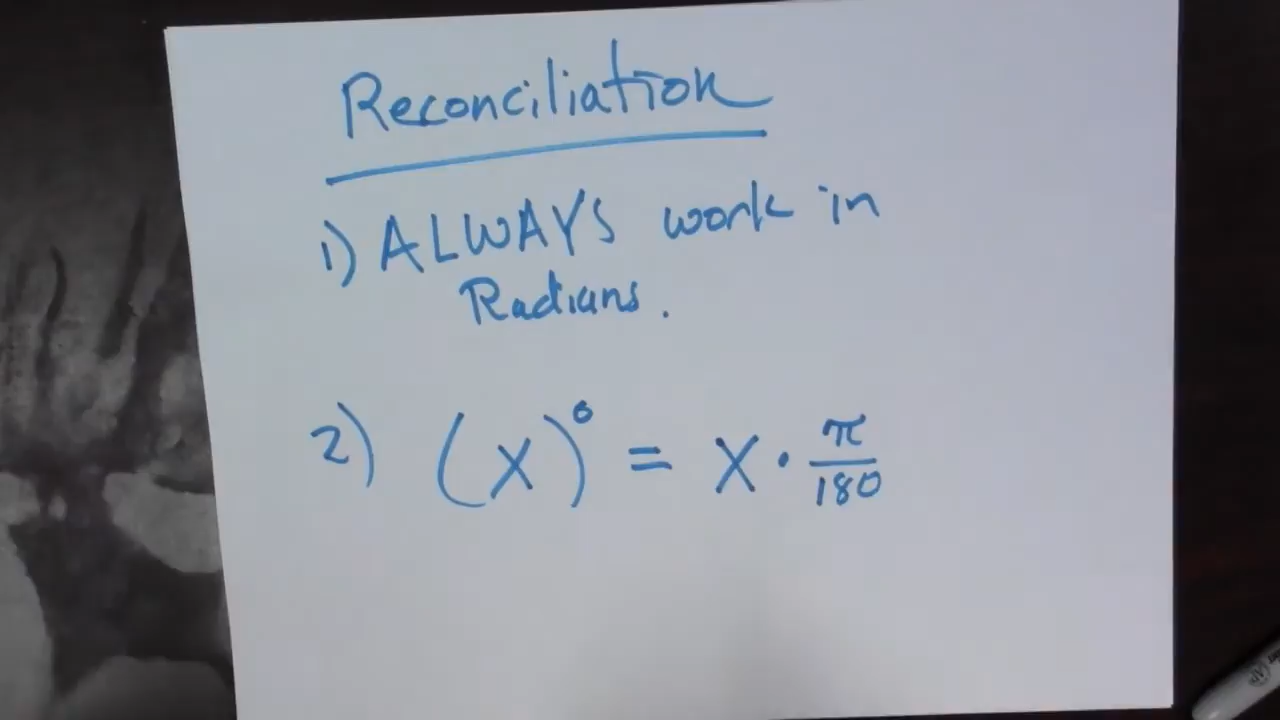 Reconciliation
1) ALWAYS work in
Radians.
2) (x)° = x · π/180